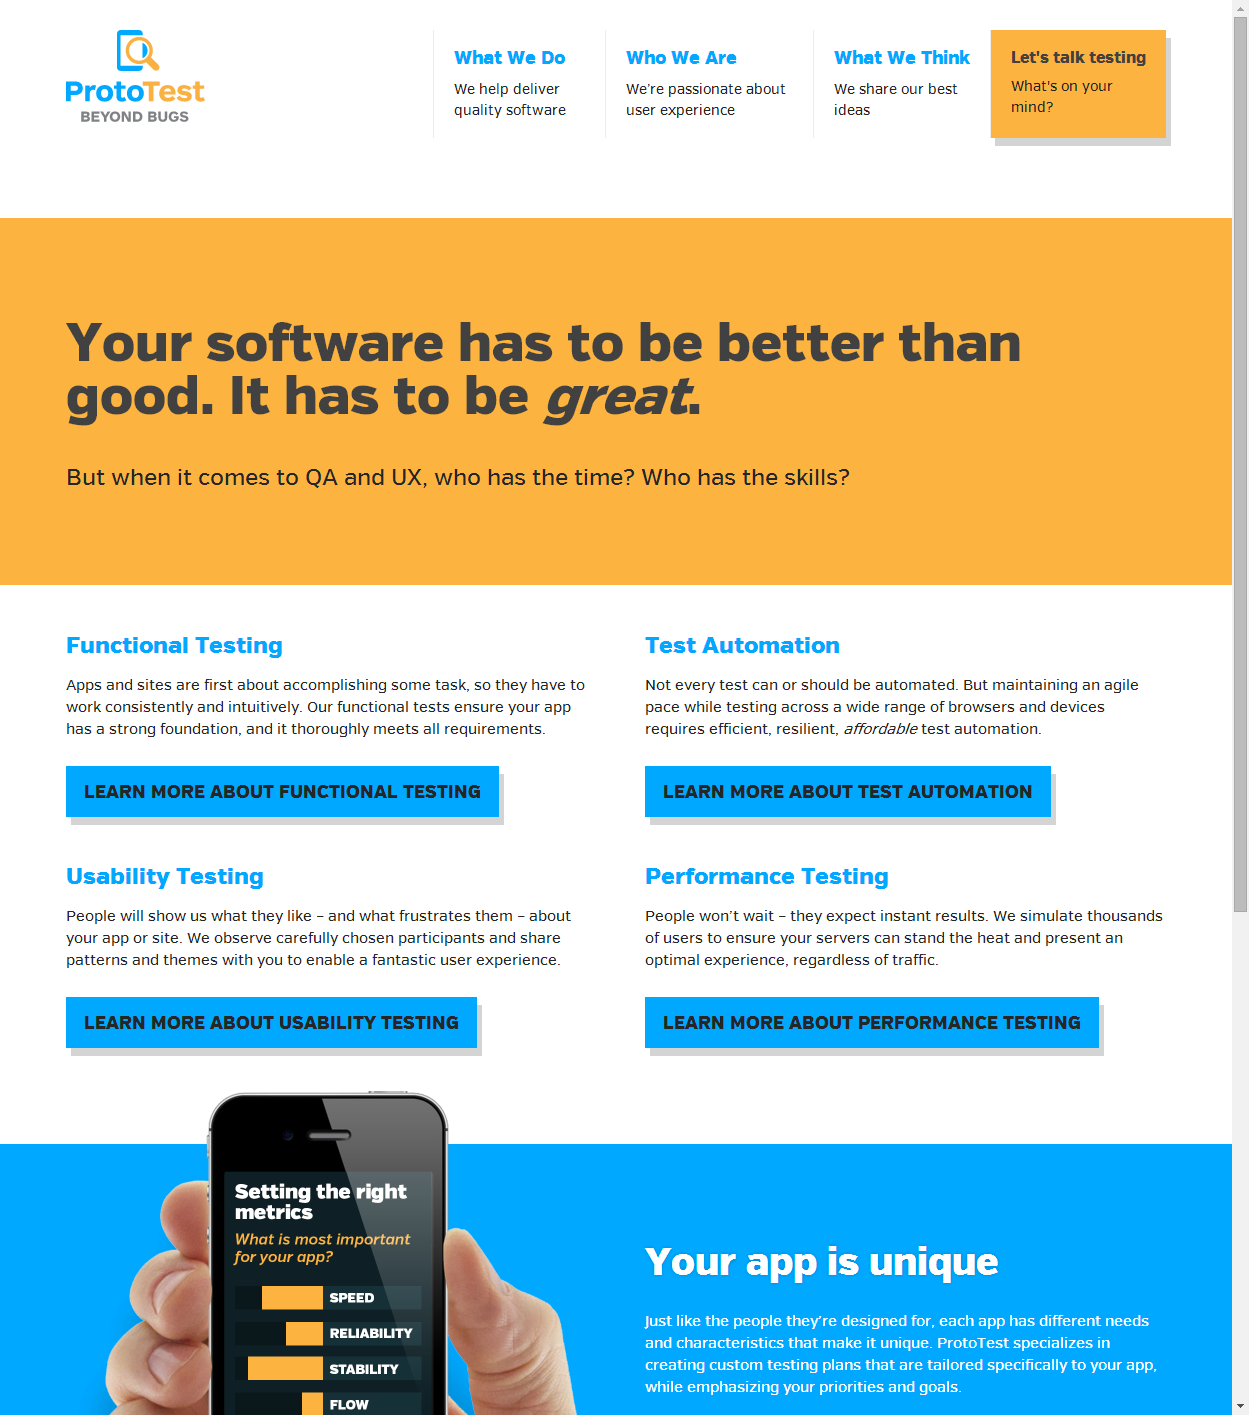 ProtoTest
BEYOND BUGS
What We Do
We help deliver
quality software
Who We Are
We're passionate about
user experience
What We Think
We share our best
ideas
Let's talk testing
What's on your
mind?
Your software has to be better than
good. It has to be great.
But when it comes to QA and UX, who has the time? Who has the skills?
Functional Testing
Apps and sites are first about accomplishing some task, so they have to
work consistently and intuitively. Our functional tests ensure your app
has a strong foundation, and it thoroughly meets all requirements.
LEARN MORE ABOUT FUNCTIONAL TESTING
Test Automation
Not every test can or should be automated. But maintaining an agile
pace while testing across a wide range of browsers and devices
requires efficient, resilient, affordable test automation.
LEARN MORE ABOUT TEST AUTOMATION
Usability Testing
People will show us what they like – and what frustrates them – about
your app or site. We observe carefully chosen participants and share
patterns and themes with you to enable a fantastic user experience.
LEARN MORE ABOUT USABILITY TESTING
Performance Testing
People won't wait – they expect instant results. We simulate thousands
of users to ensure your servers can stand the heat and present an
optimal experience, regardless of traffic.
LEARN MORE ABOUT PERFORMANCE TESTING
Setting the right
metrics
What is most important
for your app?
SPEED
RELIABILITY
STABILITY
FLOW
Your app is unique
Just like the people they're designed for, each app has different needs
and characteristics that make it unique. ProtoTest specializes in
creating custom testing plans that are tailored specifically to your app,
while emphasizing your priorities and goals.